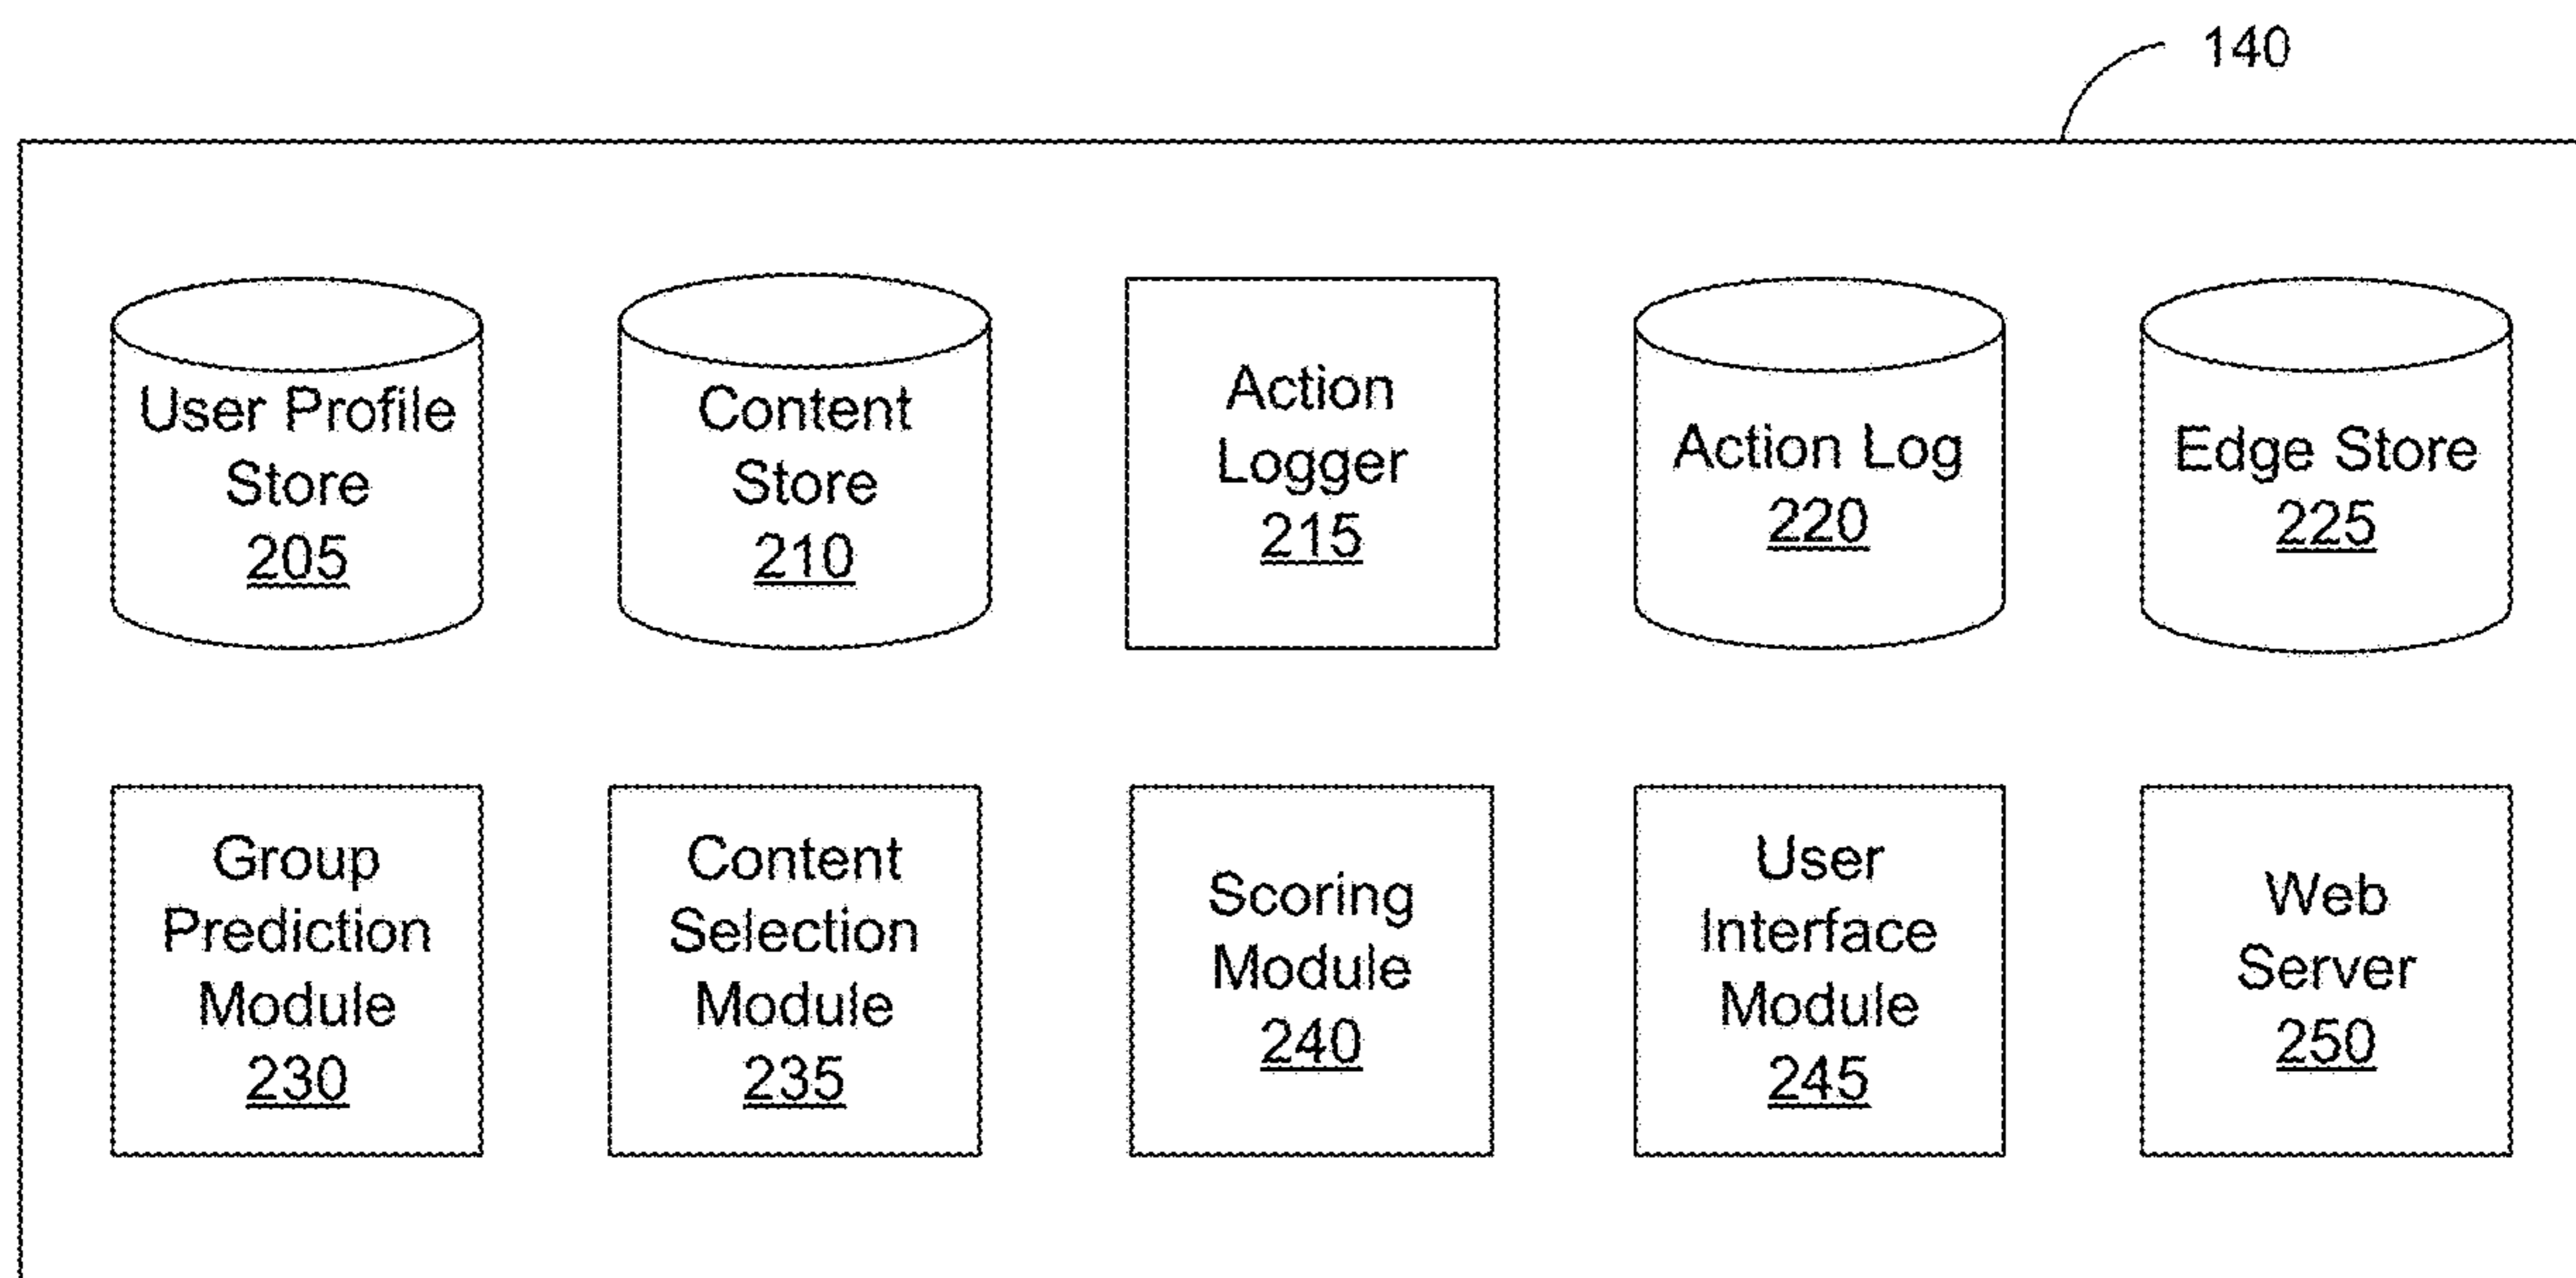 140
User Profile
Store
205
Content
Store
210
Action
Logger
215
Action Log
220
Edge Store
225
Group
Prediction
Module
230
Content
Selection
Module
235
Scoring
Module
240
User
Interface
Module
245
Web
Server
250